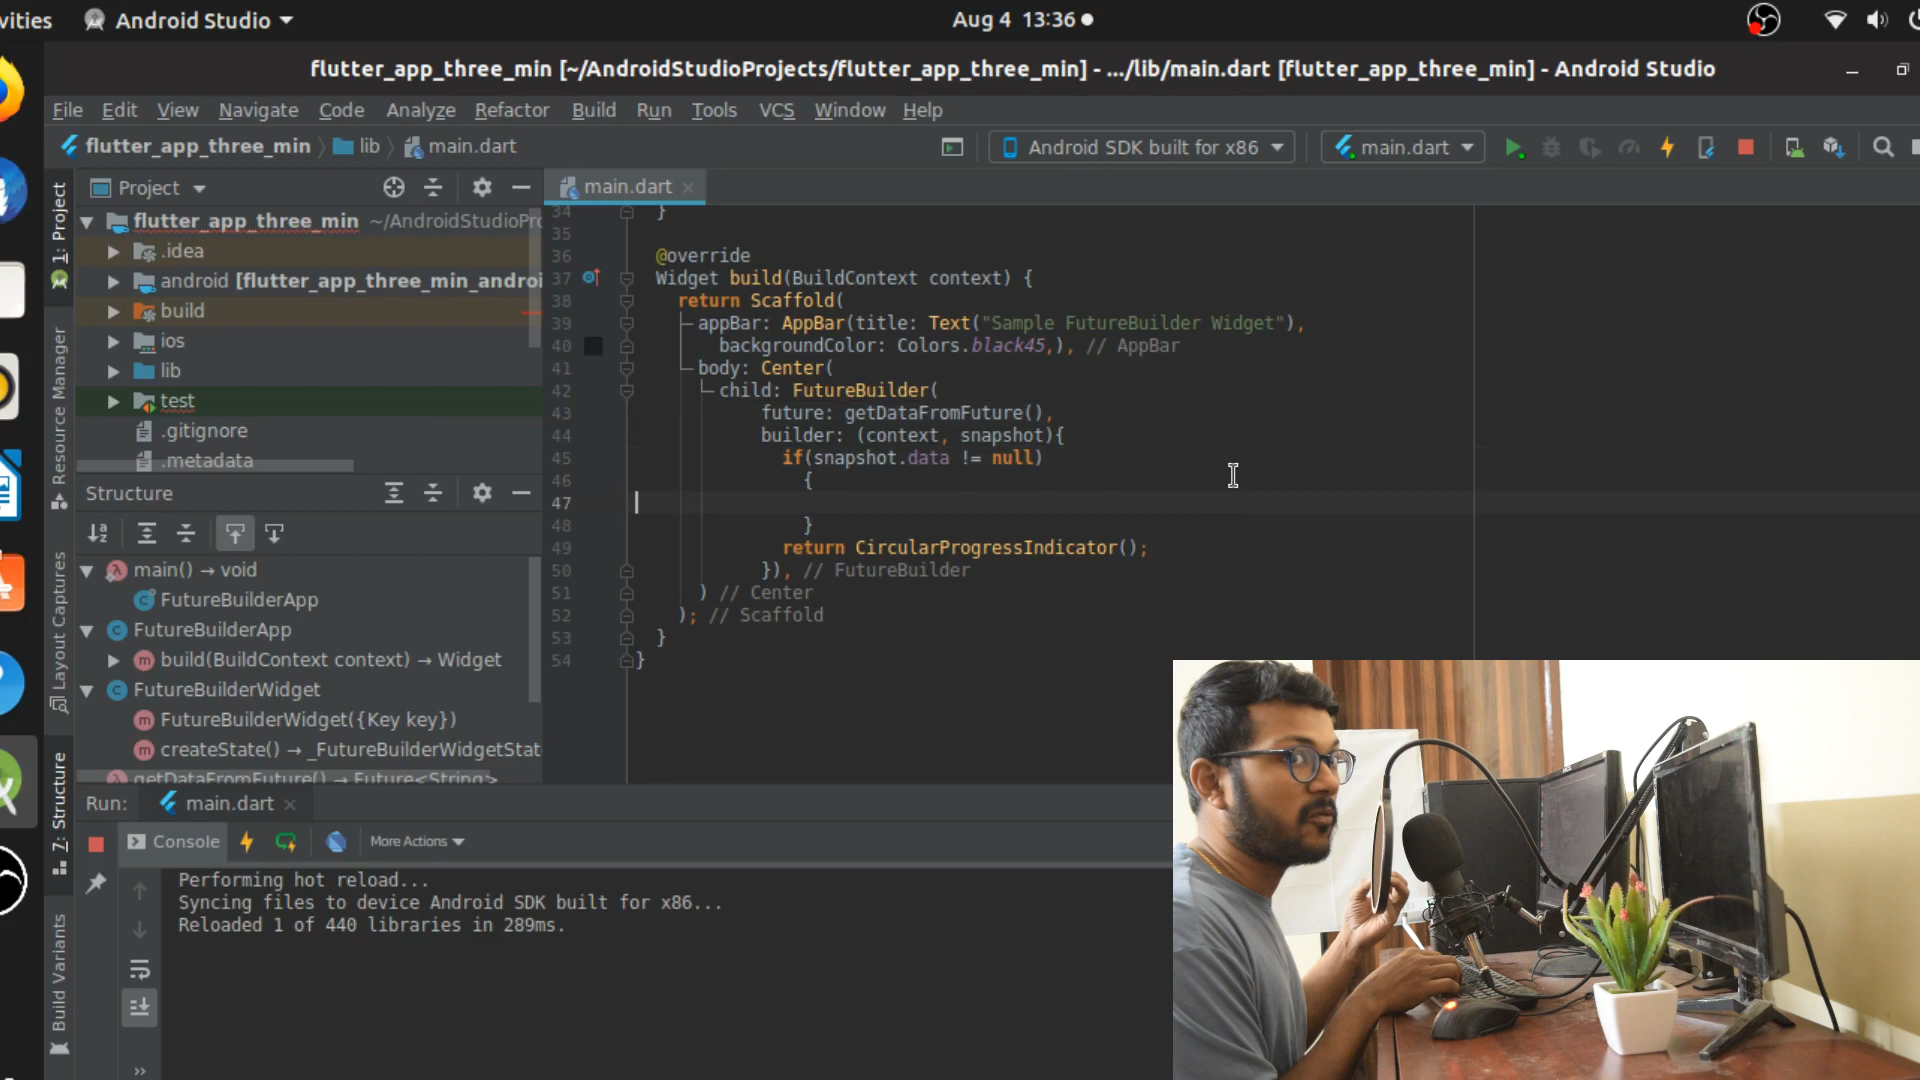 vities
Android Studio
Aug 4 13:36
flutter_app_three_min [~/AndroidStudioProjects/flutter_app_three_min] - .../lib/main.dart [flutter_app_three_min] - Android Studio
File Edit View Navigate Code Analyze Refactor Build Run Tools VCS Window Help
flutter_app_three_min lib main.dart
Android SDK built for x86
main.dart
1: Project
Resource Manager
Layout Captures
7: Structure
Build Variants
Project
flutter_app_three_min ~/AndroidStudioPro
.idea
android [flutter_app_three_min_androi
build
ios
lib
test
.gitignore
.metadata
Structure
main() → void
FutureBuilderApp
FutureBuilderApp
build(BuildContext context) → Widget
FutureBuilderWidget
FutureBuilderWidget({Key key})
createState() → _FutureBuilderWidgetStat
getDataFromFuture() → Future<String>
main.dart
34 }
35
36 @override
37 Widget build(BuildContext context) {
38 return Scaffold(
39 appBar: AppBar(title: Text("Sample FutureBuilder Widget"),
40 backgroundColor: Colors.black45,), // AppBar
41 body: Center(
42 child: FutureBuilder(
43 future: getDataFromFuture(),
44 builder: (context, snapshot){
45 if(snapshot.data != null)
46 {
47
48 }
49 return CircularProgressIndicator();
50 }), // FutureBuilder
51 ) // Center
52 ); // Scaffold
53 }
54 }
Run: main.dart
Console
More Actions
Performing hot reload...
Syncing files to device Android SDK built for x86...
Reloaded 1 of 440 libraries in 289ms.